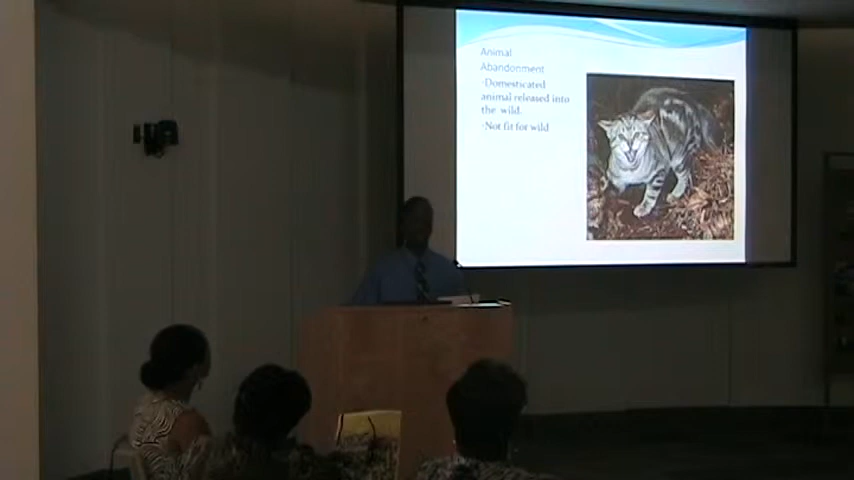 Animal
Abandonment
·Domesticated
animal released into
the wild.
·Not fit for wild